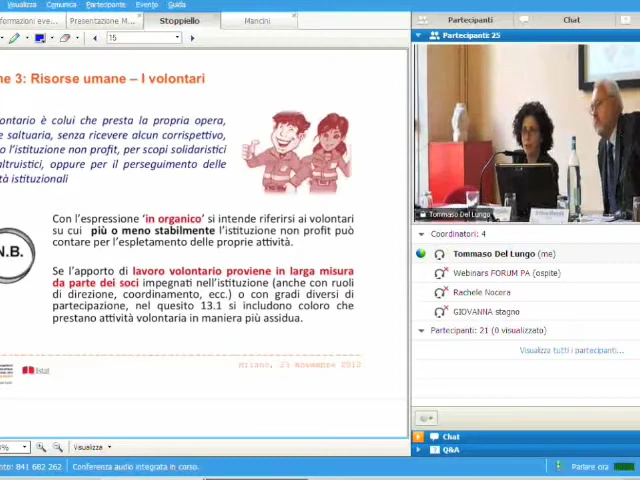 Visualizza Comunica Partecipante Evento Guida
formazioni eve... Presentazione M... Stoppiello Mancini
15
ne 3: Risorse umane – I volontari
ontario è colui che presta la propria opera,
e saltuaria, senza ricevere alcun corrispettivo,
o l'istituzione non profit, per scopi solidaristici
altruistici, oppure per il perseguimento delle
tà istituzionali
N.B.
Con l'espressione 'in organico' si intende riferirsi ai volontari
su cui più o meno stabilmente l'istituzione non profit può
contare per l'espletamento delle proprie attività.
Se l'apporto di lavoro volontario proviene in larga misura
da parte dei soci impegnati nell'istituzione (anche con ruoli
di direzione, coordinamento, ecc.) o con gradi diversi di
partecipazione, nel quesito 13.1 si includono coloro che
prestano attività volontaria in maniera più assidua.
Istat
Milano, 23 novembre 2012
% Visualizza
nto: 841 682 262 Conferenza audio integrata in corso.
Partecipanti Chat
Partecipanti: 25
Tommaso Del Lungo
Coordinatori: 4
Tommaso Del Lungo (me)
Webinars FORUM PA (ospite)
Rachele Nocera
GIOVANNA stagno
Partecipanti: 21 (0 visualizzato)
Visualizza tutti i partecipanti...
Chat
Q&A
Parlare ora